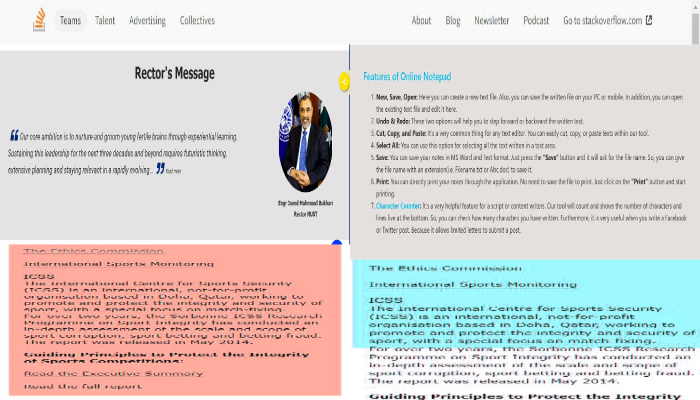 Teams Talent Advertising Collectives About Blog Newsletter Podcast Go to stackoverflow.com
Rector's Message
Our core ambition is to nurture and groom young fertile brains through experiential learning.
Sustaining this leadership for the next three decades and beyond requires futuristic thinking,
extensive planning and staying relevant in a rapidly evolving... Read more
Engr Javed Mahmood Bukhari
Rector NUST
Features of Online Notepad
1. New, Save, Open: Here you can create a new text file. Also, you can save the written file on your PC or mobile. In addition, you can open
the existing text file and edit it here.
2. Undo & Redo: These two options will help you to step forward or backward the written text.
3. Cut, Copy, and Paste: It's a very common thing for any text editor. You can easily cut, copy, or paste texts within our tool.
4. Select All: You can use this option for selecting all the text written in a text area.
5. Save: You can save your notes in MS Word and Text format. Just press the "Save" button and it will ask for the file name. So, you can give
the file name with an extension(i.e. Filename.txt or Abc.doc) to save it.
6. Print: You can directly print your notes through the application. No need to save the file to print. Just click on the "Print" button and start
printing.
7. Character Counter: It's a very helpful feature for a script or content writers. Our tool will count and shows the number of characters and
lines live at the bottom. So, you can check how many characters you have written. Furthermore, it is very useful when you write a Facebook
or Twitter post. Because it allows limited letters to submit a post.
The Ethics Commission
International Sports Monitoring
ICSS
The International Centre for Sports Security
(ICSS) is an international, not-for-profit
organisation based in Doha, Qatar, working to
promote and protect the integrity and security of
sport, with a special focus on match-fixing.
For over two years, the Sorbonne ICSS Research
Programme on Sport Integrity has conducted an
in-depth assessment of the scale and scope of
sport corruption, sport betting and betting fraud.
The report was released in May 2014.
Guiding Principles to Protect the Integrity
of Sports Competitions:
Read the Executive Summary
Read the full report
The Ethics Commission
International Sports Monitoring
ICSS
The International Centre for Sports Security
(ICSS) is an international, not-for-profit
organisation based in Doha, Qatar, working to
promote and protect the integrity and security of
sport, with a special focus on match fixing.
For over two years, the Sorbonne ICSS Research
Programme on Sport Integrity has conducted an
in-depth assessment of the scale and scope of
sport corruption, sport betting and betting fraud.
The report was released in May 2014.
Guiding Principles to Protect the Integrity